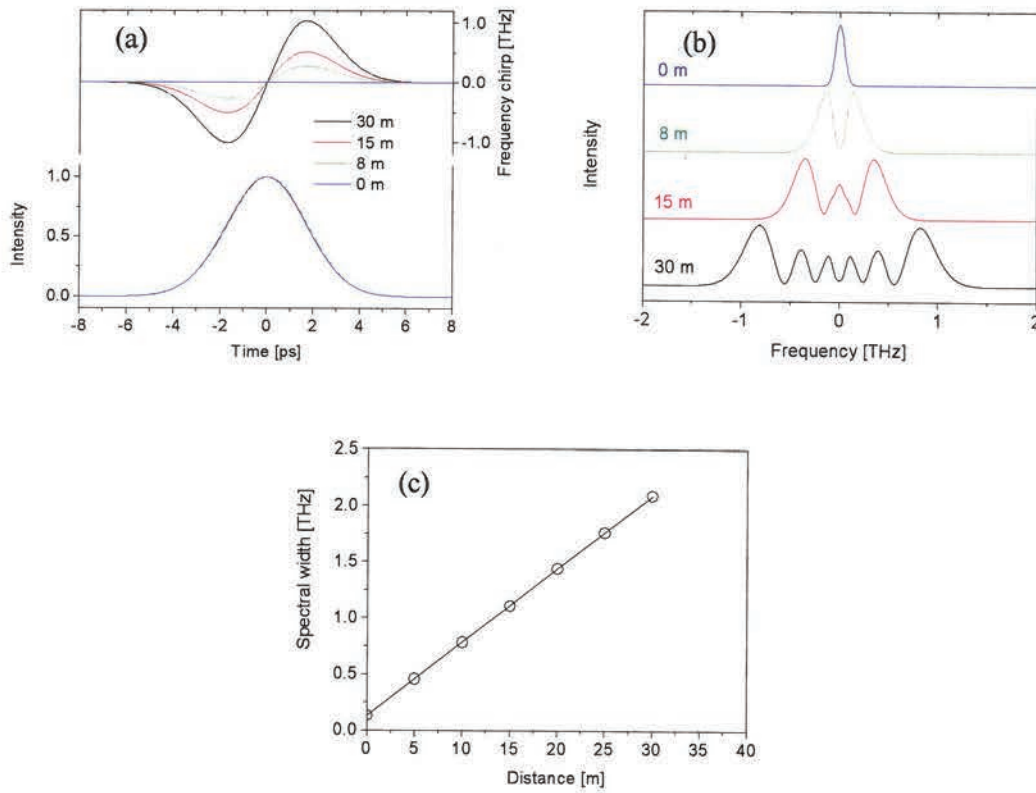 (a)
1.0
0.0
-1.0
Frequency chirp [THz]
30 m
15 m
8 m
0 m
1.0
0.5
0.0
Intensity
-8 -6 -4 -2 0 2 4 6 8
Time [ps]
(b)
0 m
8 m
15 m
30 m
Intensity
-2 -1 0 1 2
Frequency [THz]
(c)
2.5
2.0
1.5
1.0
0.5
0.0
Spectral width [THz]
0 5 10 15 20 25 30 35 40
Distance [m]